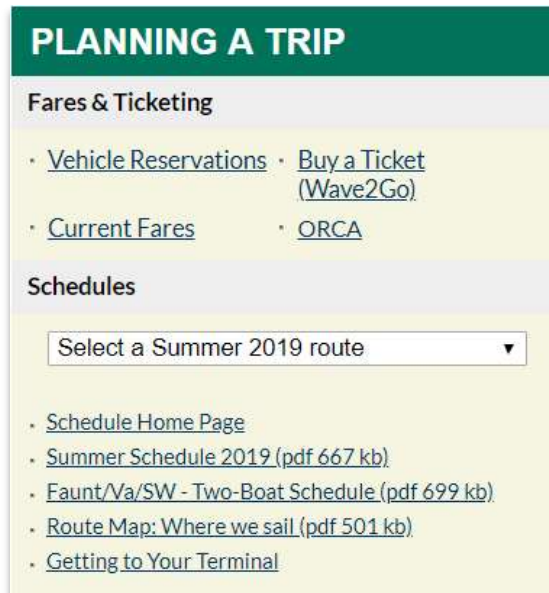 PLANNING A TRIP
Fares & Ticketing
Vehicle Reservations
Buy a Ticket
(Wave2Go)
Current Fares
ORCA
Schedules
Select a Summer 2019 route
Schedule Home Page
Summer Schedule 2019 (pdf 667 kb)
Faunt/Va/SW - Two-Boat Schedule (pdf 699 kb)
Route Map: Where we sail (pdf 501 kb)
Getting to Your Terminal